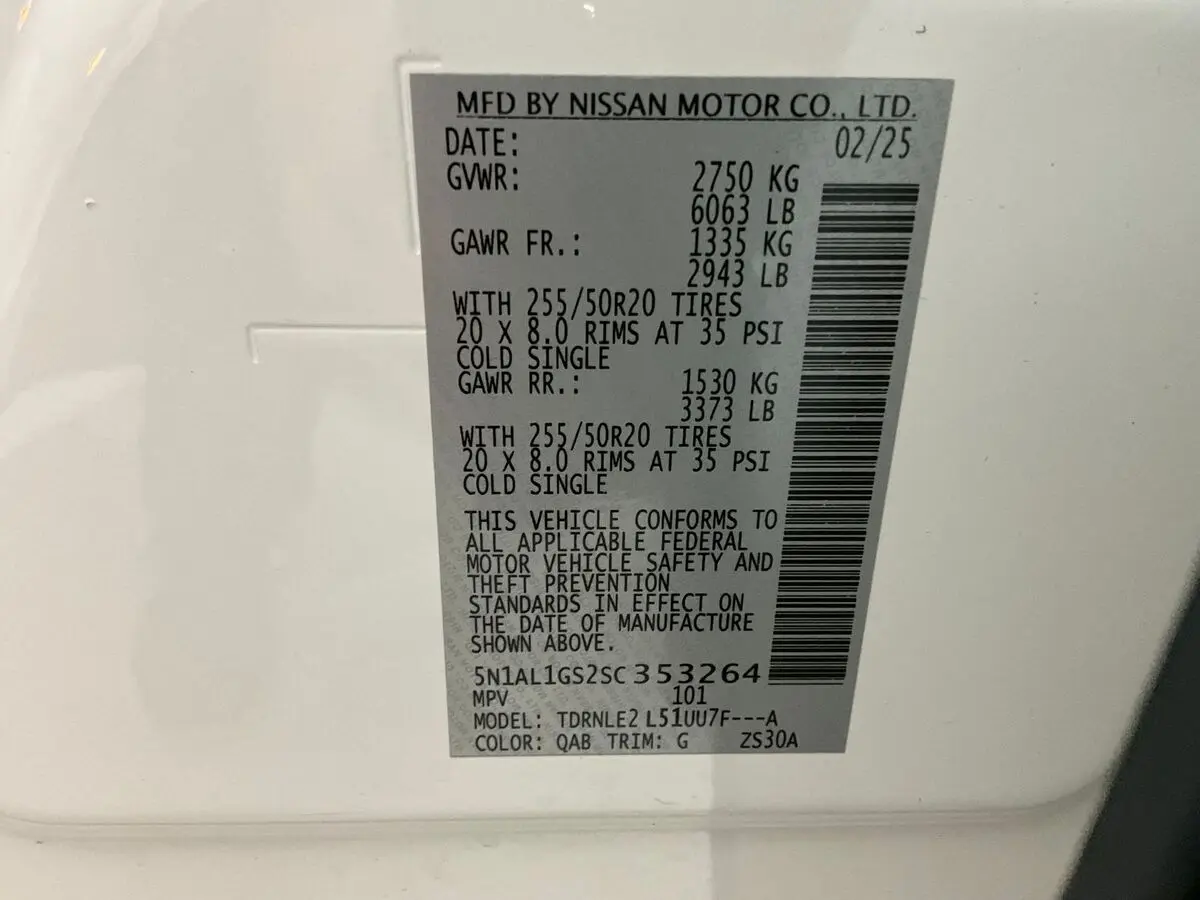 MFD BY NISSAN MOTOR CO., LTD.
DATE: 02/25
GVWR: 2750 KG
6063 LB
GAWR FR.: 1335 KG
2943 LB
WITH 255/50R20 TIRES
20 X 8.0 RIMS AT 35 PSI
COLD SINGLE
GAWR RR.: 1530 KG
3373 LB
WITH 255/50R20 TIRES
20 X 8.0 RIMS AT 35 PSI
COLD SINGLE
THIS VEHICLE CONFORMS TO
ALL APPLICABLE FEDERAL
MOTOR VEHICLE SAFETY AND
THEFT PREVENTION
STANDARDS IN EFFECT ON
THE DATE OF MANUFACTURE
SHOWN ABOVE.
5N1AL1GS2SC353264
MPV 101
MODEL: TDRNLE2 L51UU7F---A
COLOR: QAB TRIM: G ZS30A